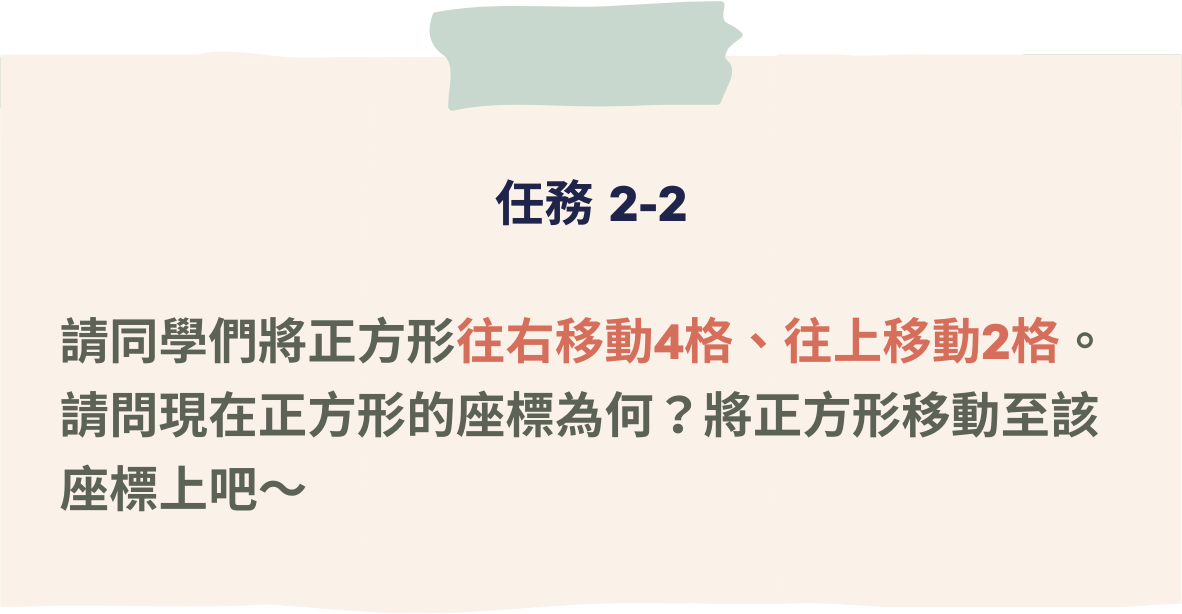 任務 2-2
請同學們將正方形往右移動4格、往上移動2格。
請問現在正方形的座標為何？將正方形移動至該
座標上吧～